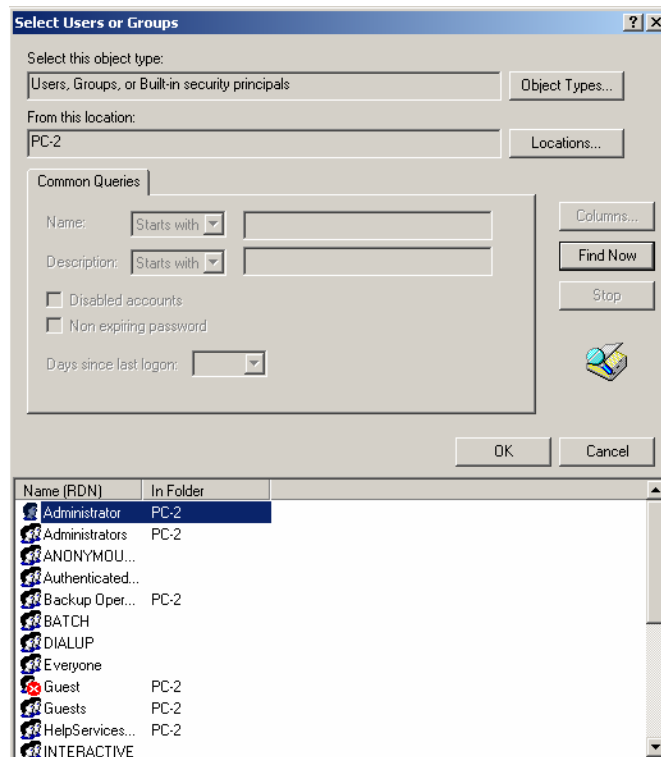 Select Users or Groups
Select this object type:
Users, Groups, or Built-in security principals
Object Types...
From this location:
PC-2
Locations...
Common Queries
Name: Starts with
Columns...
Description: Starts with
Find Now
Disabled accounts
Stop
Non expiring password
Days since last logon:
OK Cancel
Name (RDN) In Folder
Administrator PC-2
Administrators PC-2
ANONYMOU...
Authenticated...
Backup Oper... PC-2
BATCH
DIALUP
Everyone
Guest PC-2
Guests PC-2
HelpServices... PC-2
INTERACTIVE